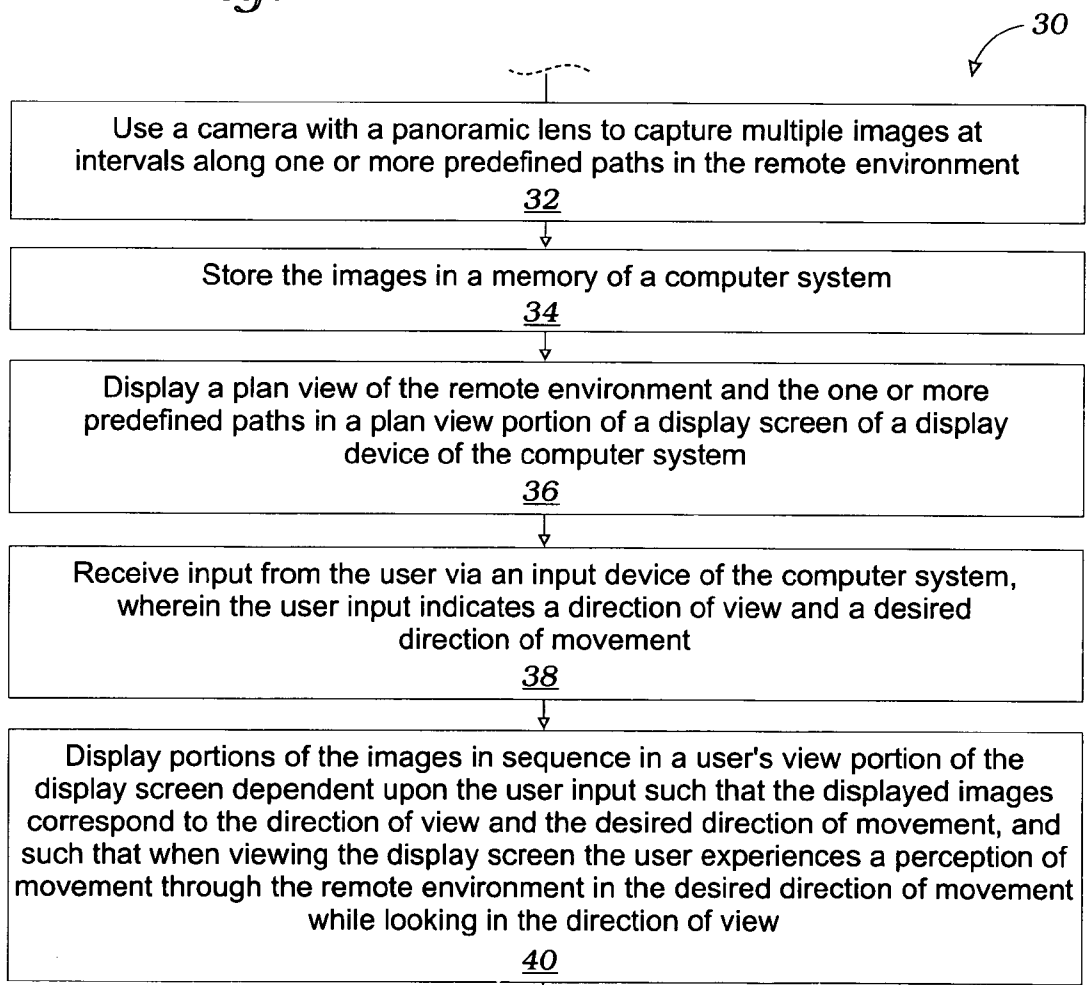 30
Use a camera with a panoramic lens to capture multiple images at
intervals along one or more predefined paths in the remote environment
32
Store the images in a memory of a computer system
34
Display a plan view of the remote environment and the one or more
predefined paths in a plan view portion of a display screen of a display
device of the computer system
36
Receive input from the user via an input device of the computer system,
wherein the user input indicates a direction of view and a desired
direction of movement
38
Display portions of the images in sequence in a user's view portion of the
display screen dependent upon the user input such that the displayed images
correspond to the direction of view and the desired direction of movement, and
such that when viewing the display screen the user experiences a perception of
movement through the remote environment in the desired direction of movement
while looking in the direction of view
40